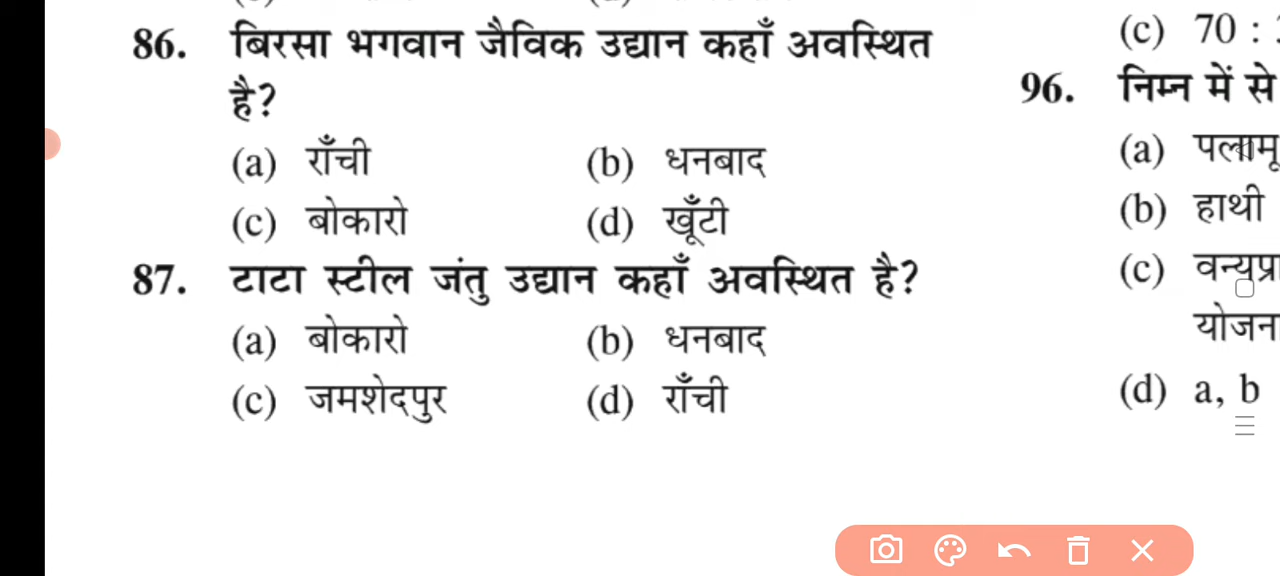 86. बिरसा भगवान जैविक उद्यान कहाँ अवस्थित
है?
(a) राँची (b) धनबाद
(c) बोकारो (d) खूँटी
87. टाटा स्टील जंतु उद्यान कहाँ अवस्थित है?
(a) बोकारो (b) धनबाद
(c) जमशेदपुर (d) राँची
(c) 70 :
96. निम्न में से
(a) पलामू
(b) हाथी
(c) वन्यप्रा
योजन
(d) a, b